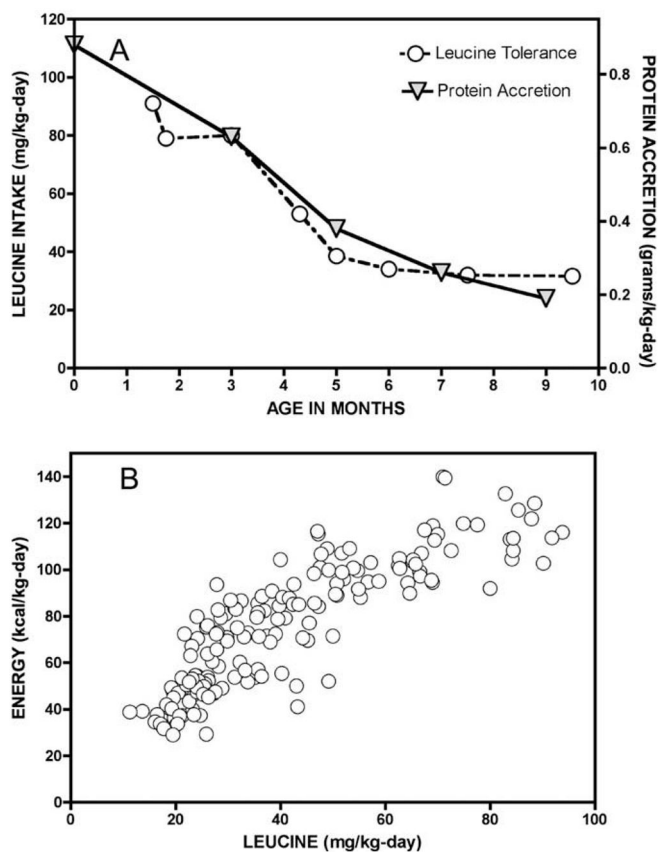 A
Leucine Tolerance
Protein Accretion
LEUCINE INTAKE (mg/kg-day)
120
100
80
60
40
20
0
PROTEIN ACCRETION (grams/kg-day)
0.8
0.6
0.4
0.2
0.0
0 1 2 3 4 5 6 7 8 9 10
AGE IN MONTHS
B
ENERGY (kcal/kg-day)
140
120
100
80
60
40
20
0
0 20 40 60 80 100
LEUCINE (mg/kg-day)